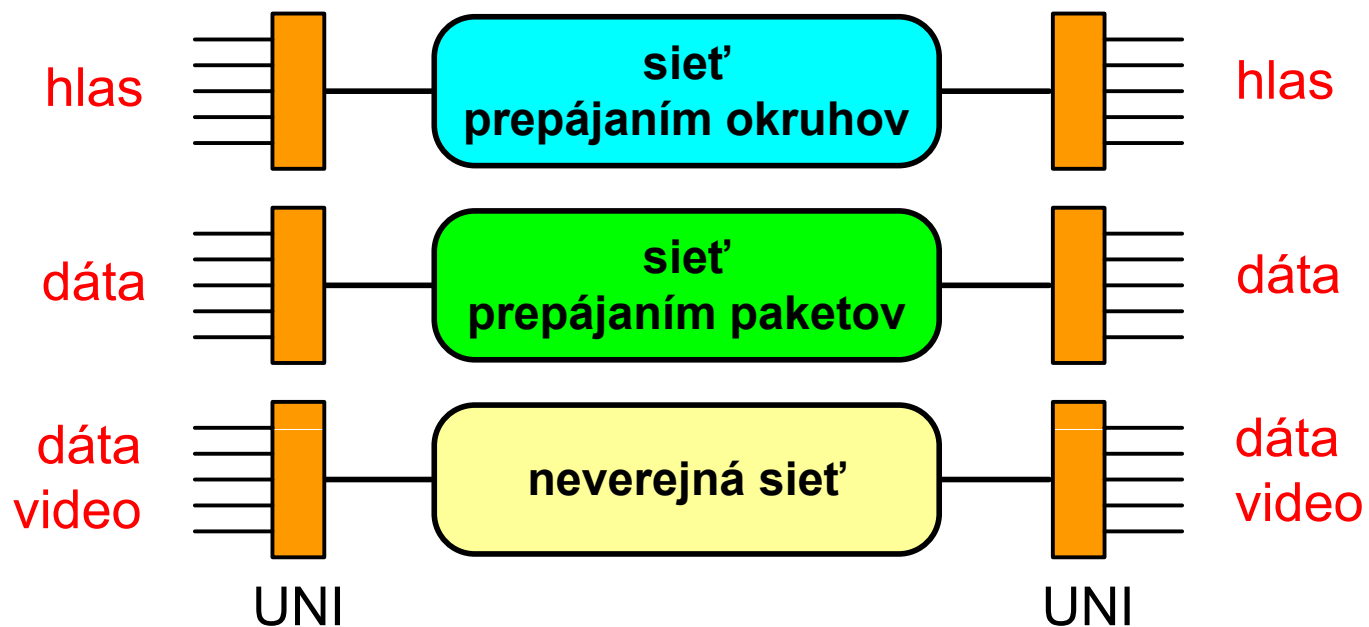 hlas
sieť
prepájaním okruhov
hlas
dáta
sieť
prepájaním paketov
dáta
dáta
video
neverejná sieť
dáta
video
UNI
UNI